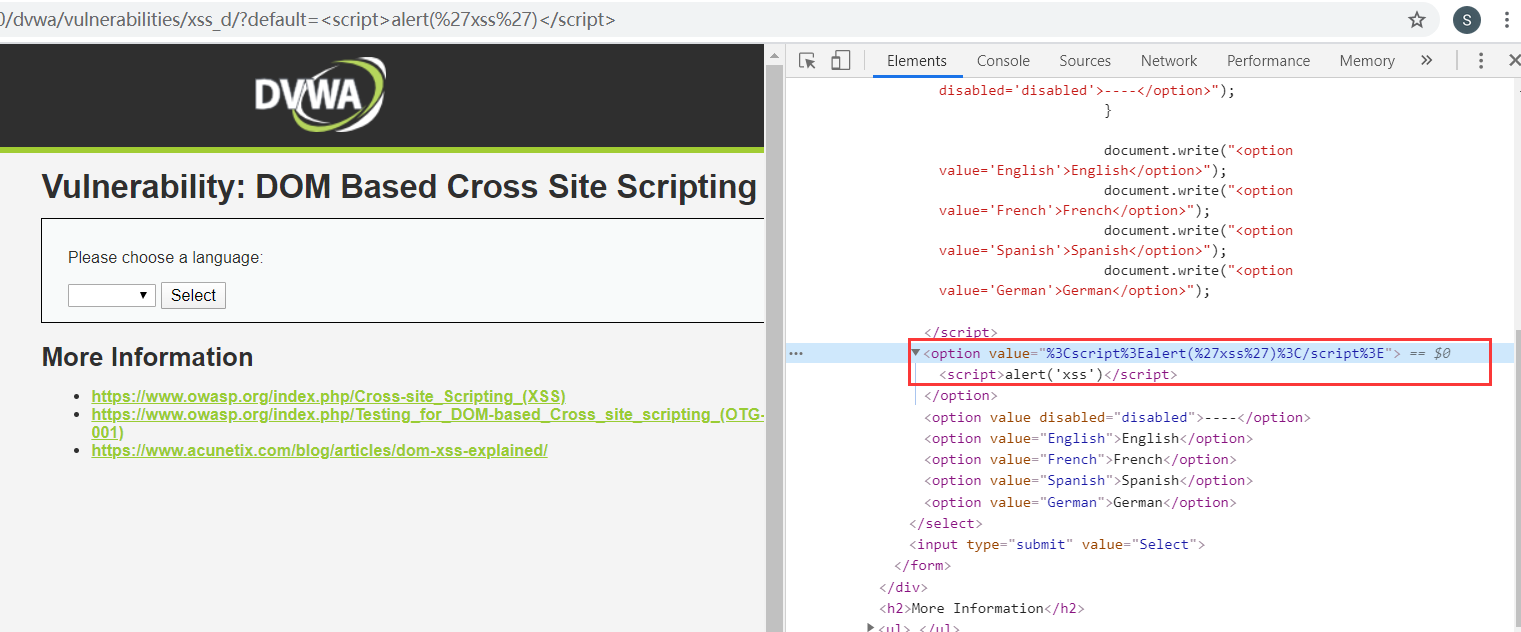 0/dvwa/vulnerabilities/xss_d/?default=<script>alert(%27xss%27)</script>
S
DVWA
Vulnerability: DOM Based Cross Site Scripting
Please choose a language:
Select
More Information
https://www.owasp.org/index.php/Cross-site_Scripting_(XSS)
https://www.owasp.org/index.php/Testing_for_DOM-based_Cross_site_scripting_(OTG-
001)
https://www.acunetix.com/blog/articles/dom-xss-explained/
Elements Console Sources Network Performance Memory »
disabled='disabled'>----</option>");
}
document.write("<option
value='English'>English</option>");
document.write("<option
value='French'>French</option>");
document.write("<option
value='Spanish'>Spanish</option>");
document.write("<option
value='German'>German</option>");
</script>
<option value="%3Cscript%3Ealert(%27xss%27)%3C/script%3E"> == $0
<script>alert('xss')</script>
</option>
<option value disabled="disabled">----</option>
<option value="English">English</option>
<option value="French">French</option>
<option value="Spanish">Spanish</option>
<option value="German">German</option>
</select>
<input type="submit" value="Select">
</form>
</div>
<h2>More Information</h2>
<ul>…</ul>